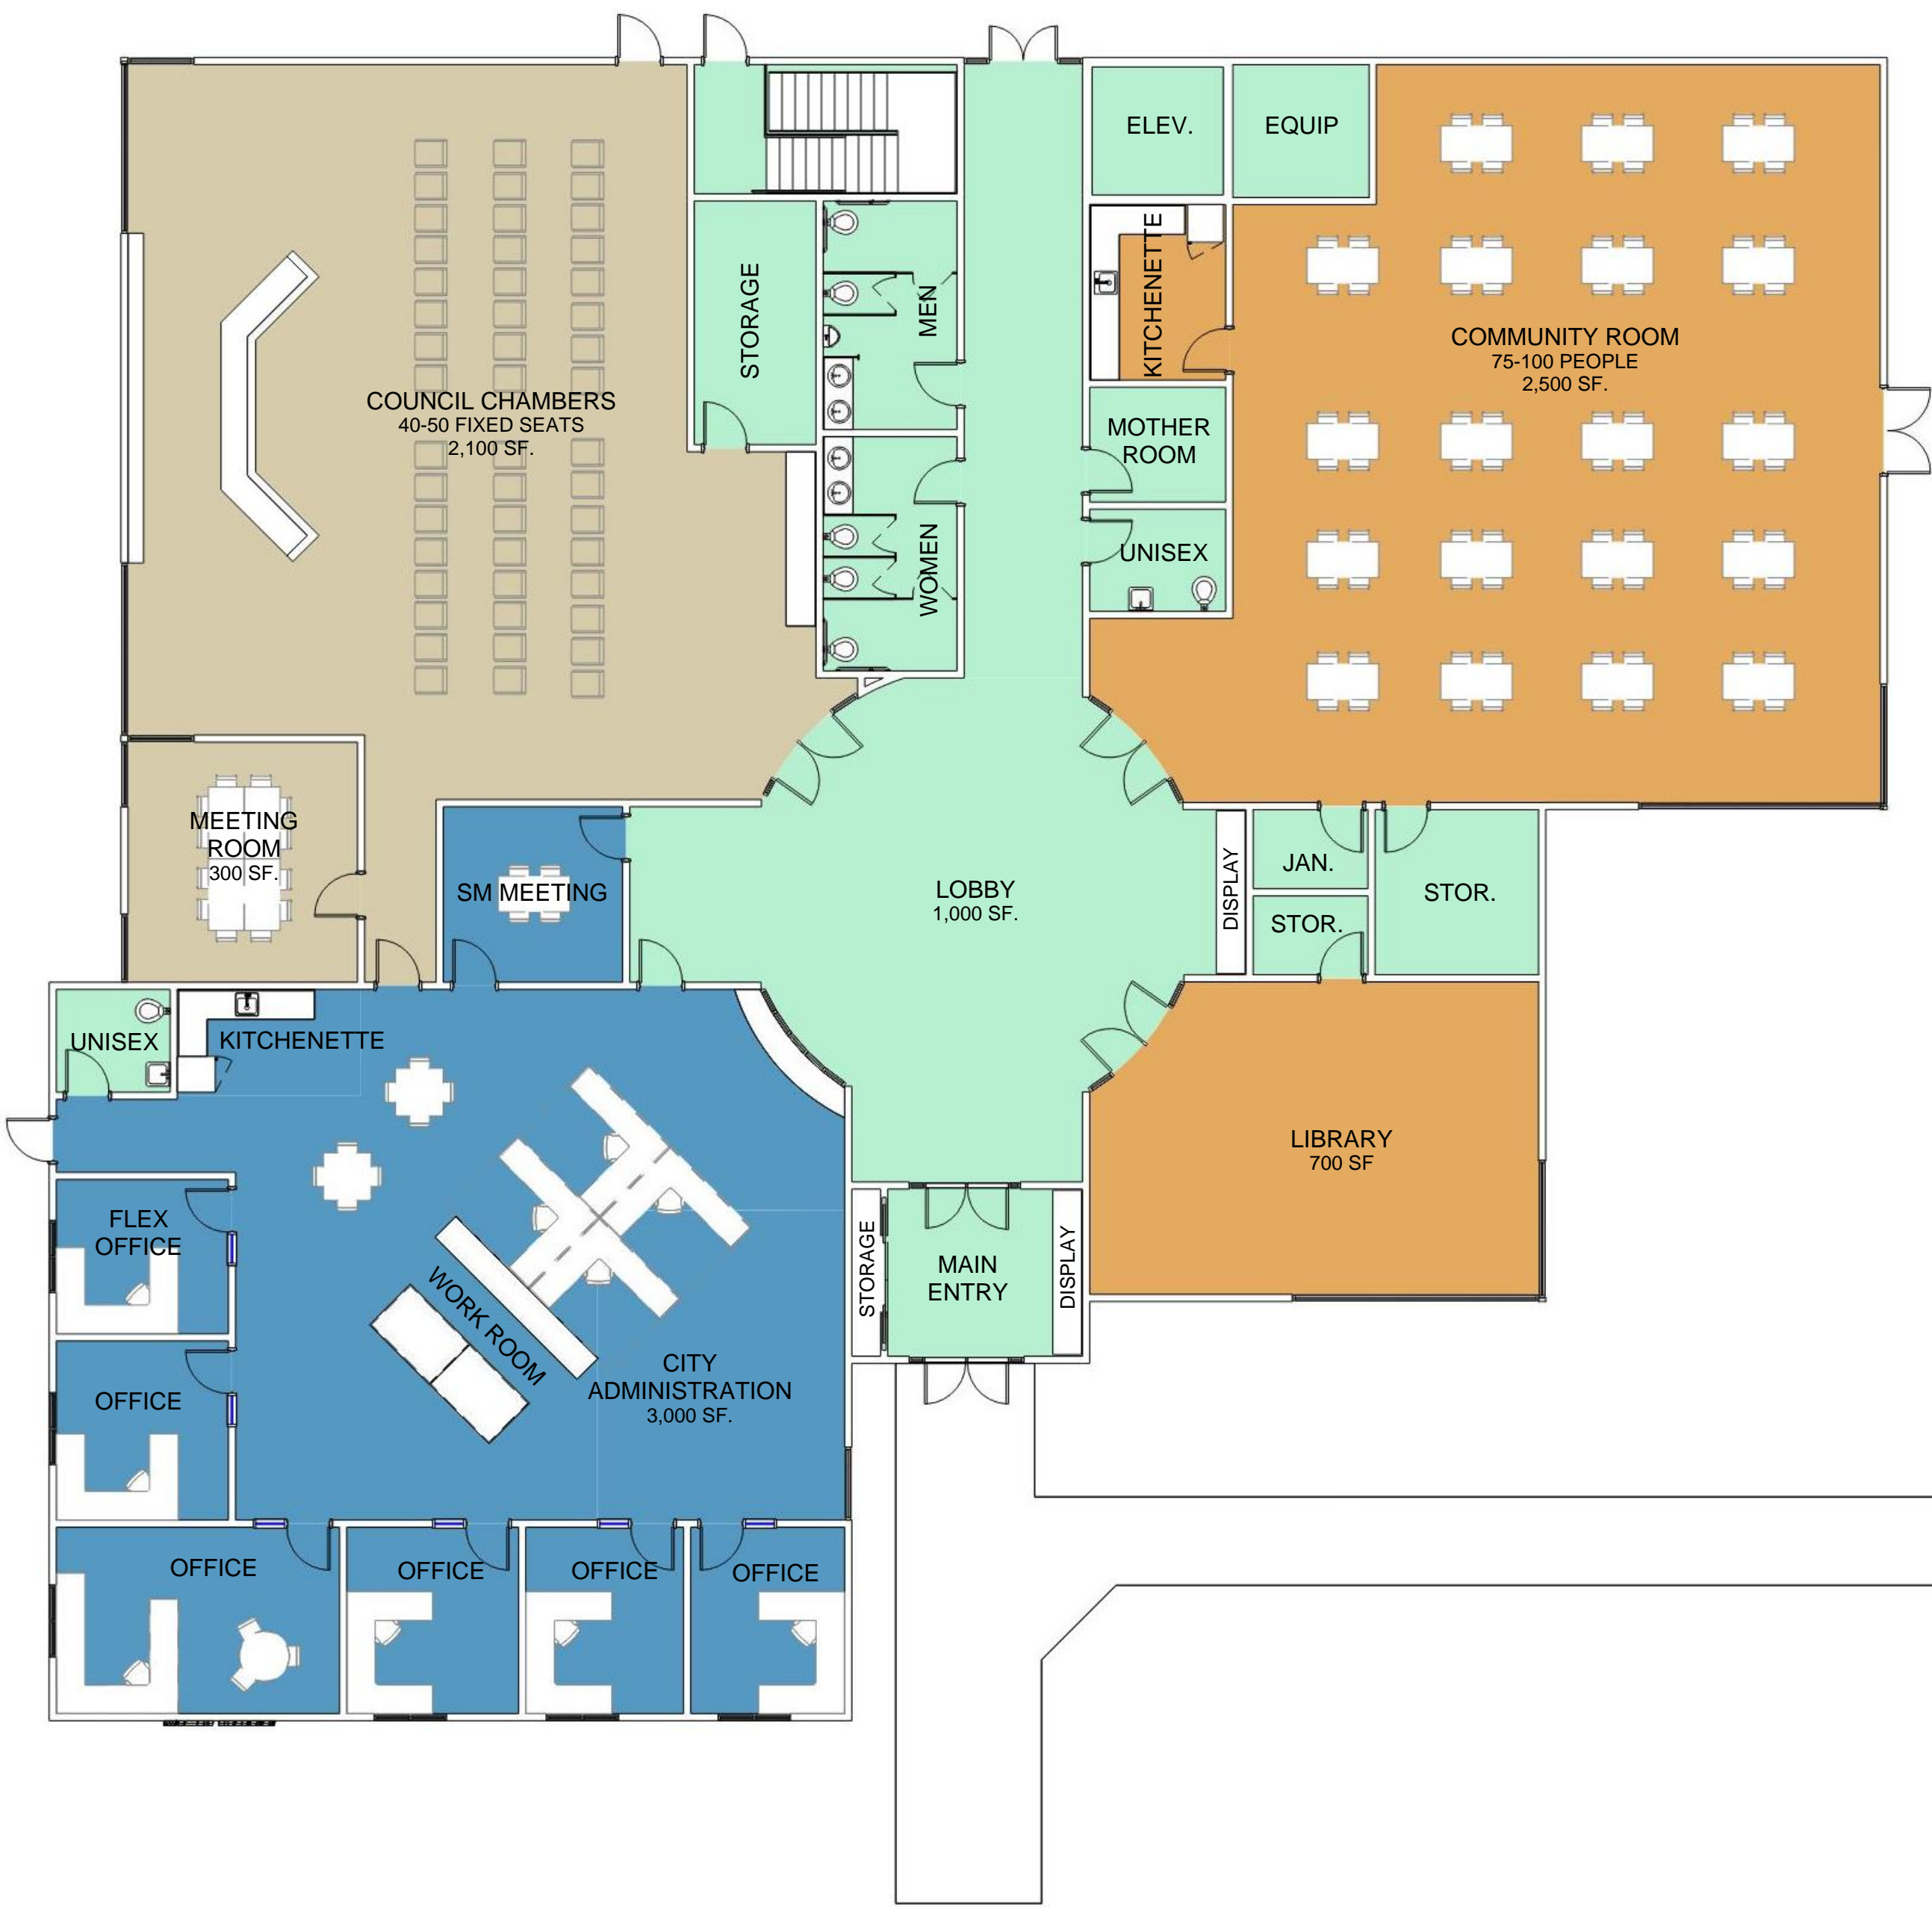 ELEV.
EQUIP
KITCHENETTE
STORAGE
MEN
COMMUNITY ROOM
75-100 PEOPLE
2,500 SF.
COUNCIL CHAMBERS
40-50 FIXED SEATS
2,100 SF.
MOTHER
ROOM
WOMEN
UNISEX
MEETING
ROOM
300 SF.
SM MEETING
LOBBY
1,000 SF.
DISPLAY
JAN.
STOR.
STOR.
UNISEX
KITCHENETTE
LIBRARY
700 SF
FLEX
OFFICE
STORAGE
MAIN
ENTRY
DISPLAY
WORK ROOM
CITY
ADMINISTRATION
3,000 SF.
OFFICE
OFFICE
OFFICE
OFFICE
OFFICE